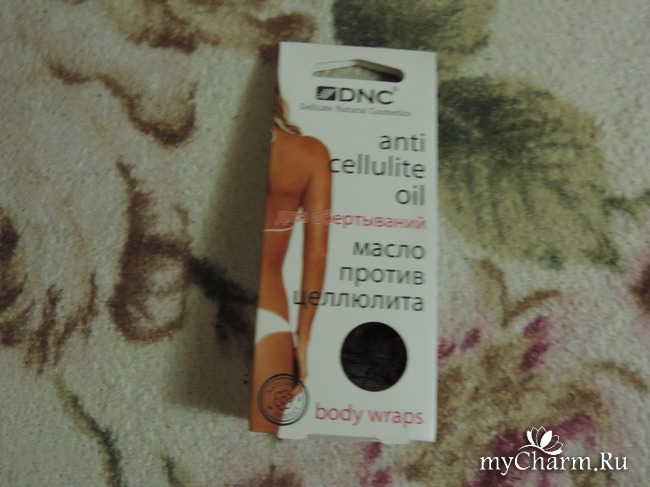 DNC®
Delicate Natural Cosmetics
anti
cellulite
oil
для обертываний
масло
против
целлюлита
body wraps
myCharm.Ru